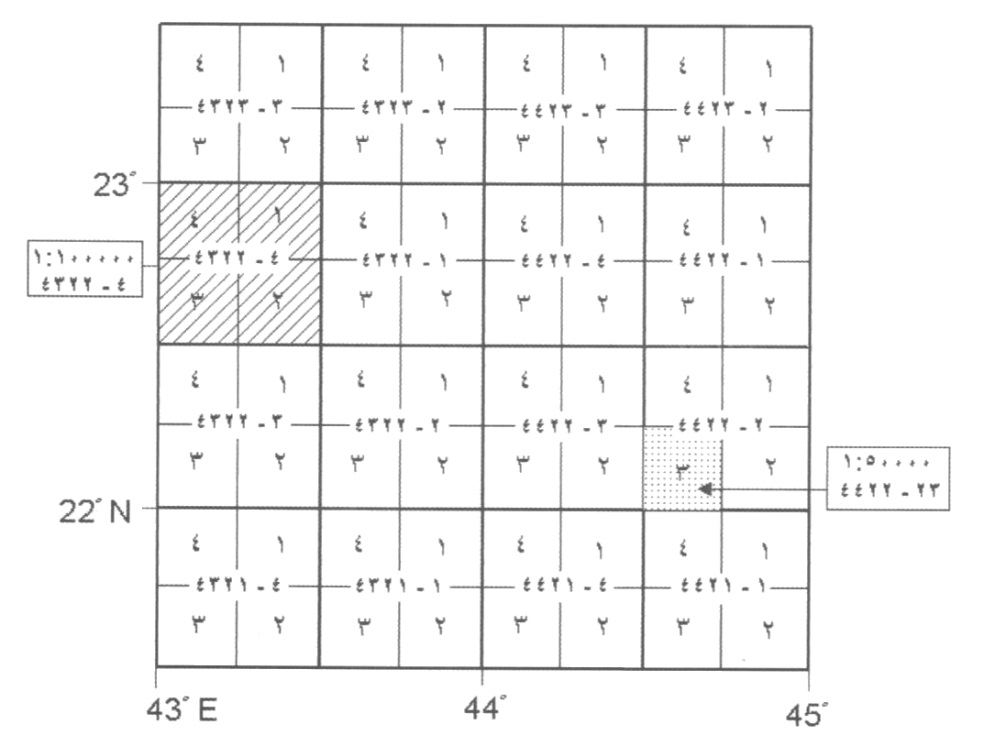 ٤ ١ ٤ ١ ٤ ١ ٤ ١
٤٣٢٣ - ٣ ٤٣٢٣ - ٢ ٤٤٢٣ - ٣ ٤٤٢٣ - ٢
٣ ٢ ٣ ٢ ٣ ٢ ٣ ٢
23°
٤ ١ ٤ ١ ٤ ١ ٤ ١
١:١٠٠٠٠٠
٤٣٢٢ - ٤
٤٣٢٢ - ٤ ٤٣٢٢ - ١ ٤٤٢٢ - ٤ ٤٤٢٢ - ١
٣ ٢ ٣ ٢ ٣ ٢ ٣ ٢
٤ ١ ٤ ١ ٤ ١ ٤ ١
٤٣٢٢ - ٣ ٤٣٢٢ - ٢ ٤٤٢٢ - ٣ ٤٤٢٢ - ٢
٣ ٢ ٣ ٢ ٣ ٢ ٣ ٢
١:٥٠٠٠٠
٤٤٢٢ - ٢٣
22° N
٤ ١ ٤ ١ ٤ ١ ٤ ١
٤٣٢١ - ٤ ٤٣٢١ - ١ ٤٤٢١ - ٤ ٤٤٢١ - ١
٣ ٢ ٣ ٢ ٣ ٢ ٣ ٢
43° E 44° 45°